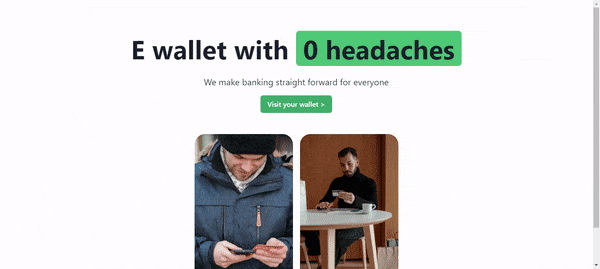 E wallet with 0 headaches
We make banking straight forward for everyone
Visit your wallet >